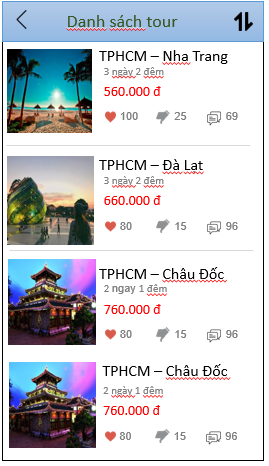 Danh sách tour
TPHCM – Nha Trang
3 ngày 2 đêm
560.000 đ
100 25 69
TPHCM – Đà Lạt
3 ngày 2 đêm
660.000 đ
80 15 96
TPHCM – Châu Đốc
2 ngay 1 đêm
760.000 đ
80 15 96
TPHCM – Châu Đốc
2 ngay 1 đêm
760.000 đ
80 15 96